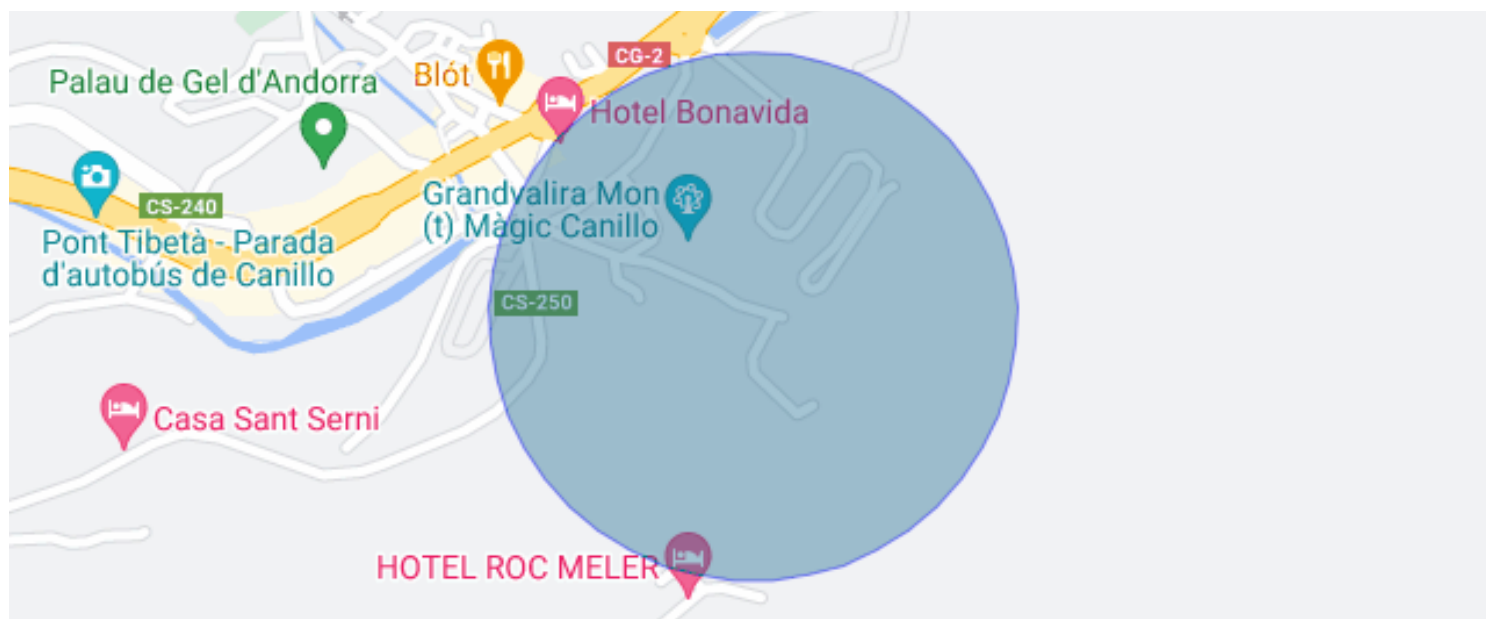 CG-2
Blót
Palau de Gel d'Andorra
Hotel Bonavida
Grandvalira Mon
(t) Màgic Canillo
CS-240
Pont Tibetà - Parada
d'autobús de Canillo
CS-250
Casa Sant Serni
HOTEL ROC MELER